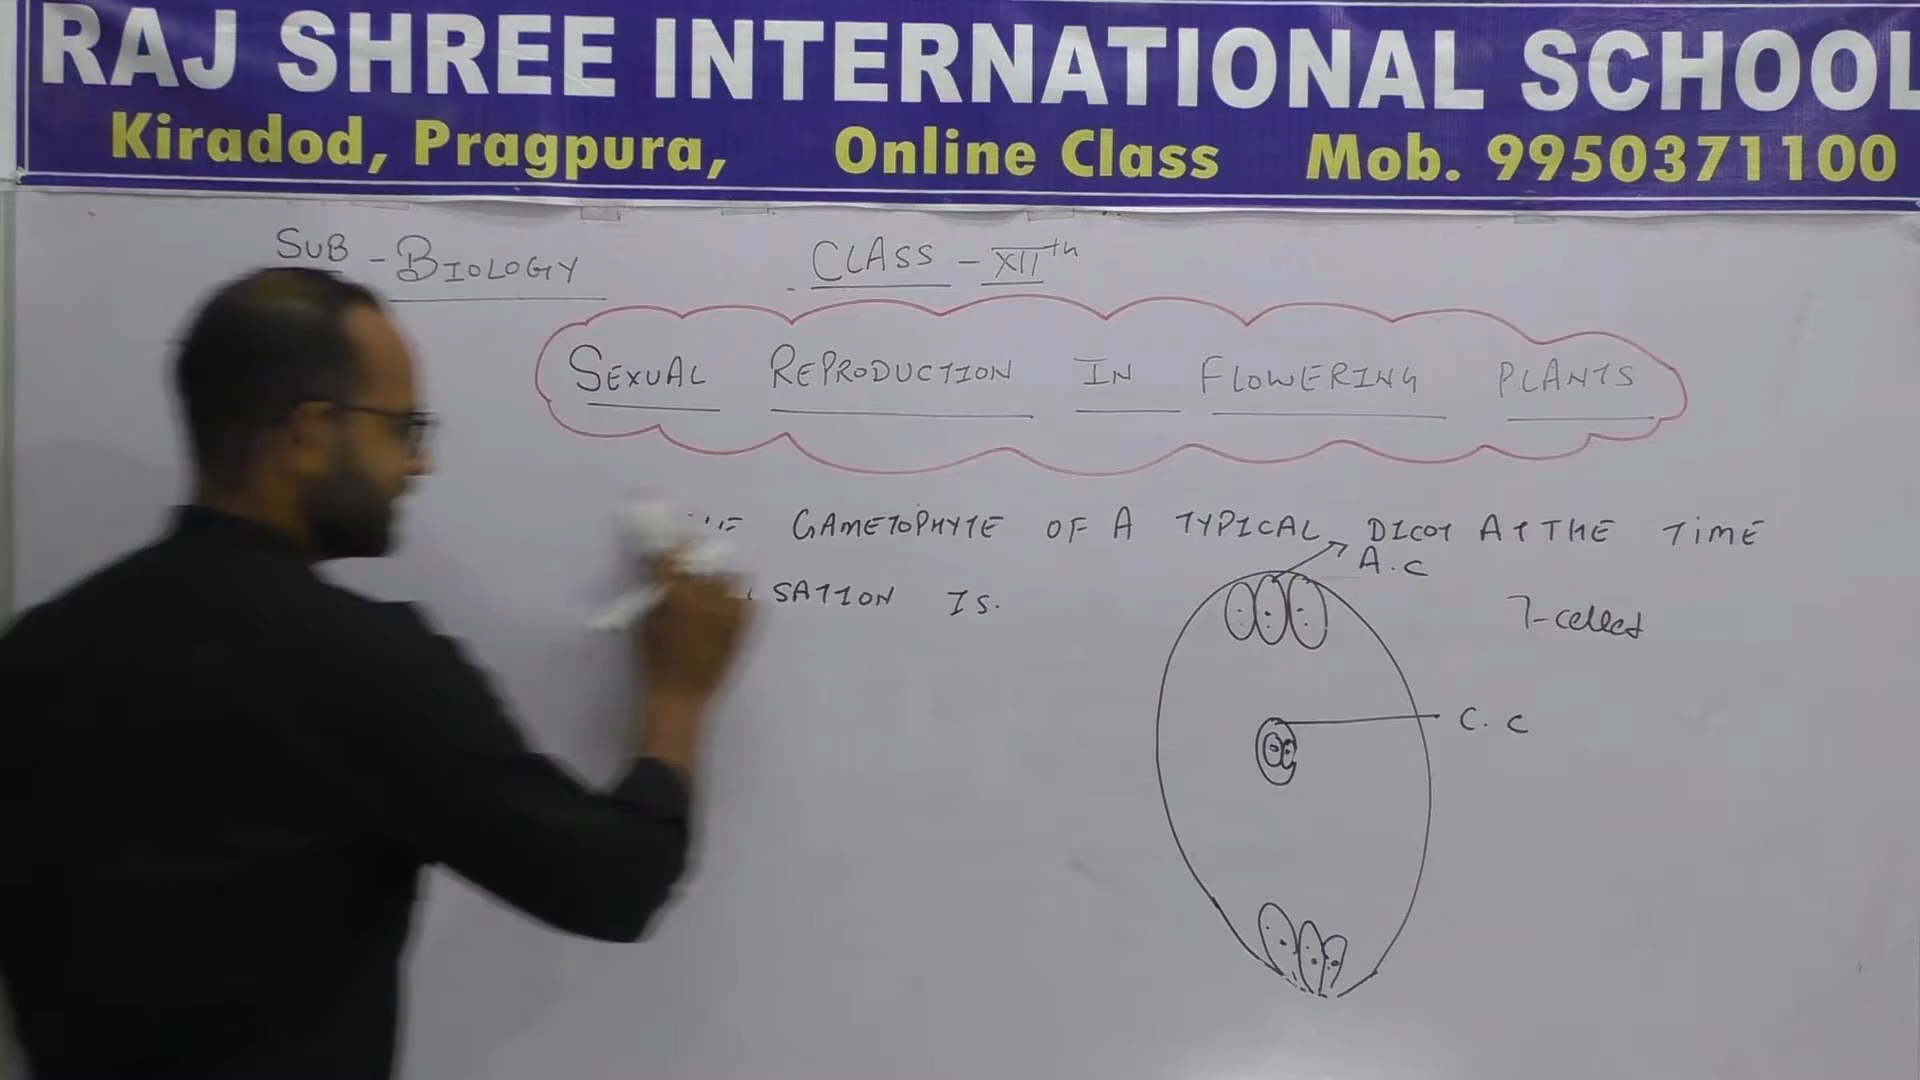 RAJ SHREE INTERNATIONAL SCHOOL
Kiradod, Pragpura, Online Class Mob. 9950371100
SUB - BIOLOGY CLASS - XIIth
SEXUAL REPRODUCTION IN FLOWERING PLANTS
GAMETOPHYTE OF A TYPICAL DICOT AT THE TIME
A.C
SATION IS.
7-celled
C.C